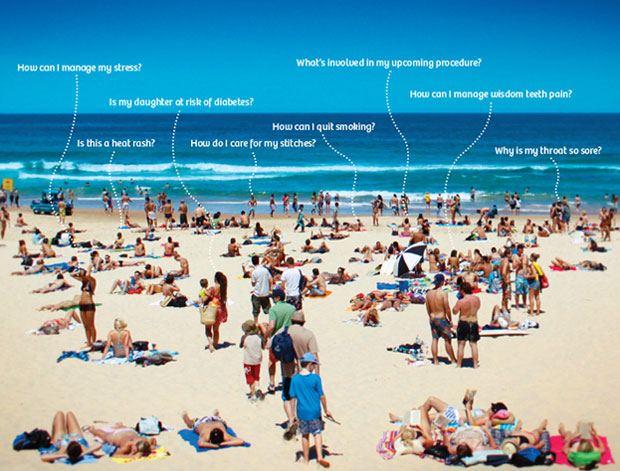 What's involved in my upcoming procedure?
How can I manage my stress?
How can I manage wisdom teeth pain?
Is my daughter at risk of diabetes?
How can I quit smoking?
Is this a heat rash?
How do I care for my stitches?
Why is my throat so sore?